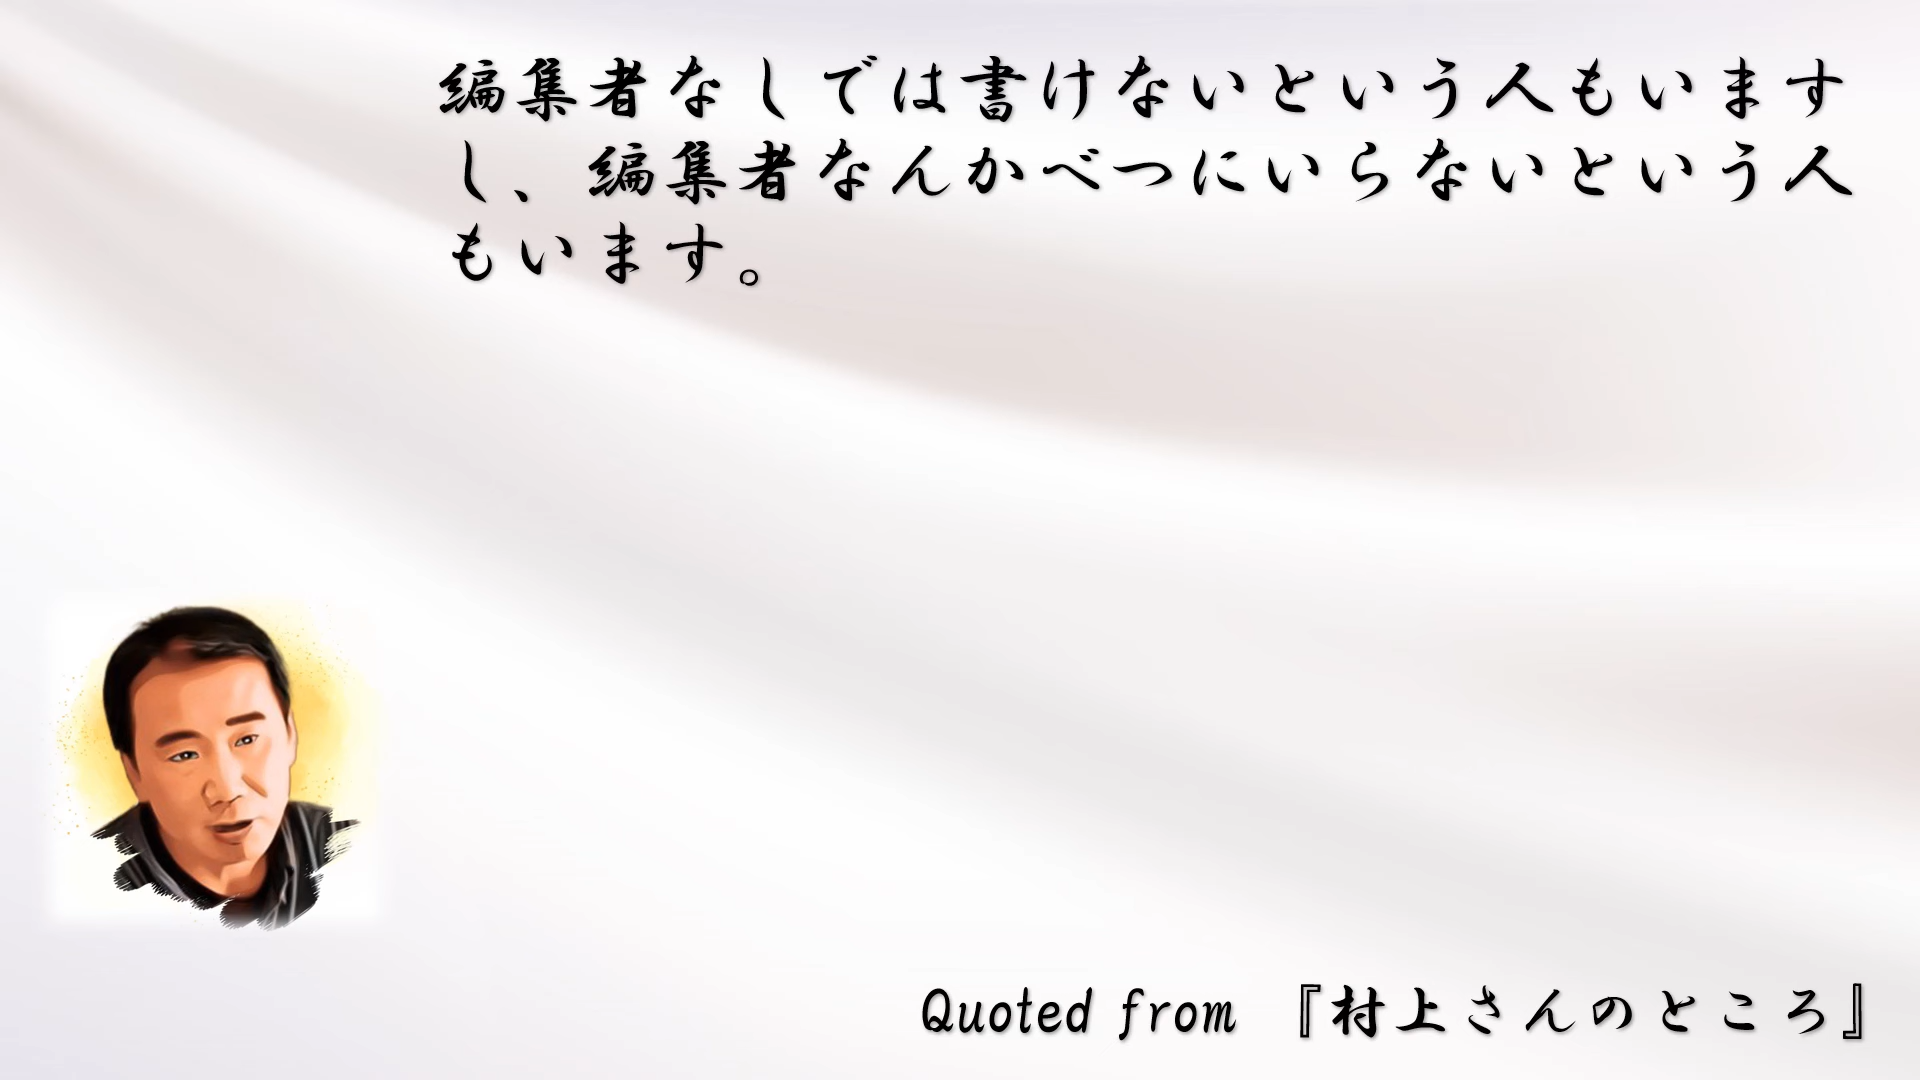 編集者なしでは書けないという人もいます
し、編集者なんかべつにいらないという人
もいます。
Quoted from 『村上さんのところ』